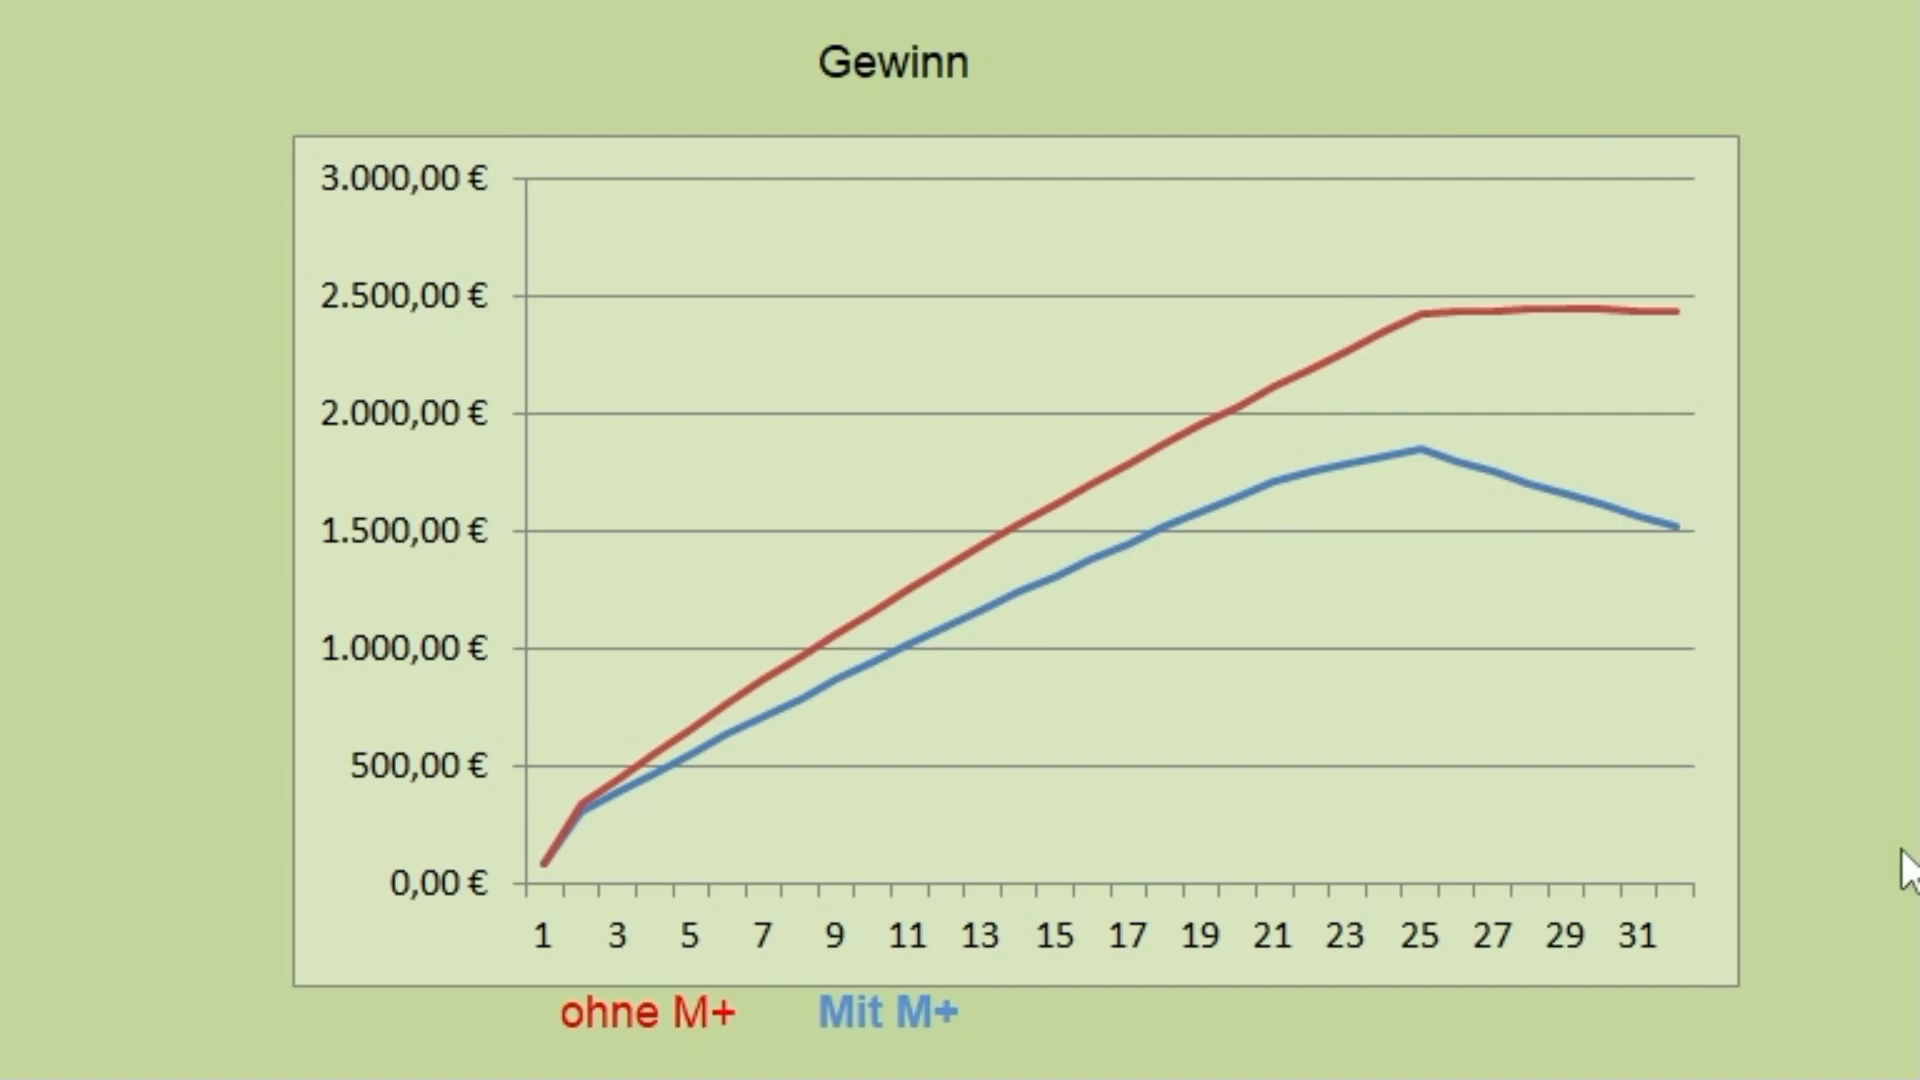 Gewinn
3.000,00 €
2.500,00 €
2.000,00 €
1.500,00 €
1.000,00 €
500,00 €
0,00 €
1 3 5 7 9 11 13 15 17 19 21 23 25 27 29 31
ohne M+ Mit M+